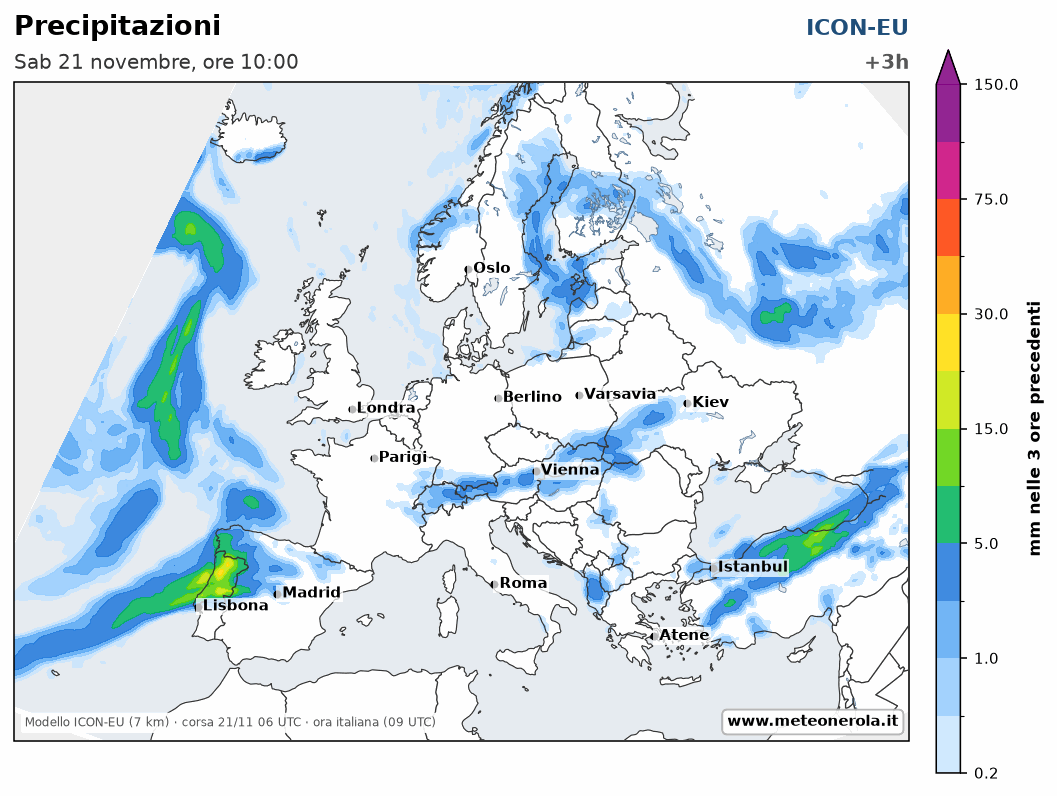 Precipitazioni
ICON-EU
Sab 21 novembre, ore 10:00
+3h
150.0
75.0
30.0
15.0
5.0
1.0
0.2
mm nelle 3 ore precedenti
Oslo
Berlino
Varsavia
Kiev
Londra
Parigi
Vienna
Istanbul
Roma
Madrid
Lisbona
Atene
Modello ICON-EU (7 km) · corsa 21/11 06 UTC · ora italiana (09 UTC)
www.meteonerola.it